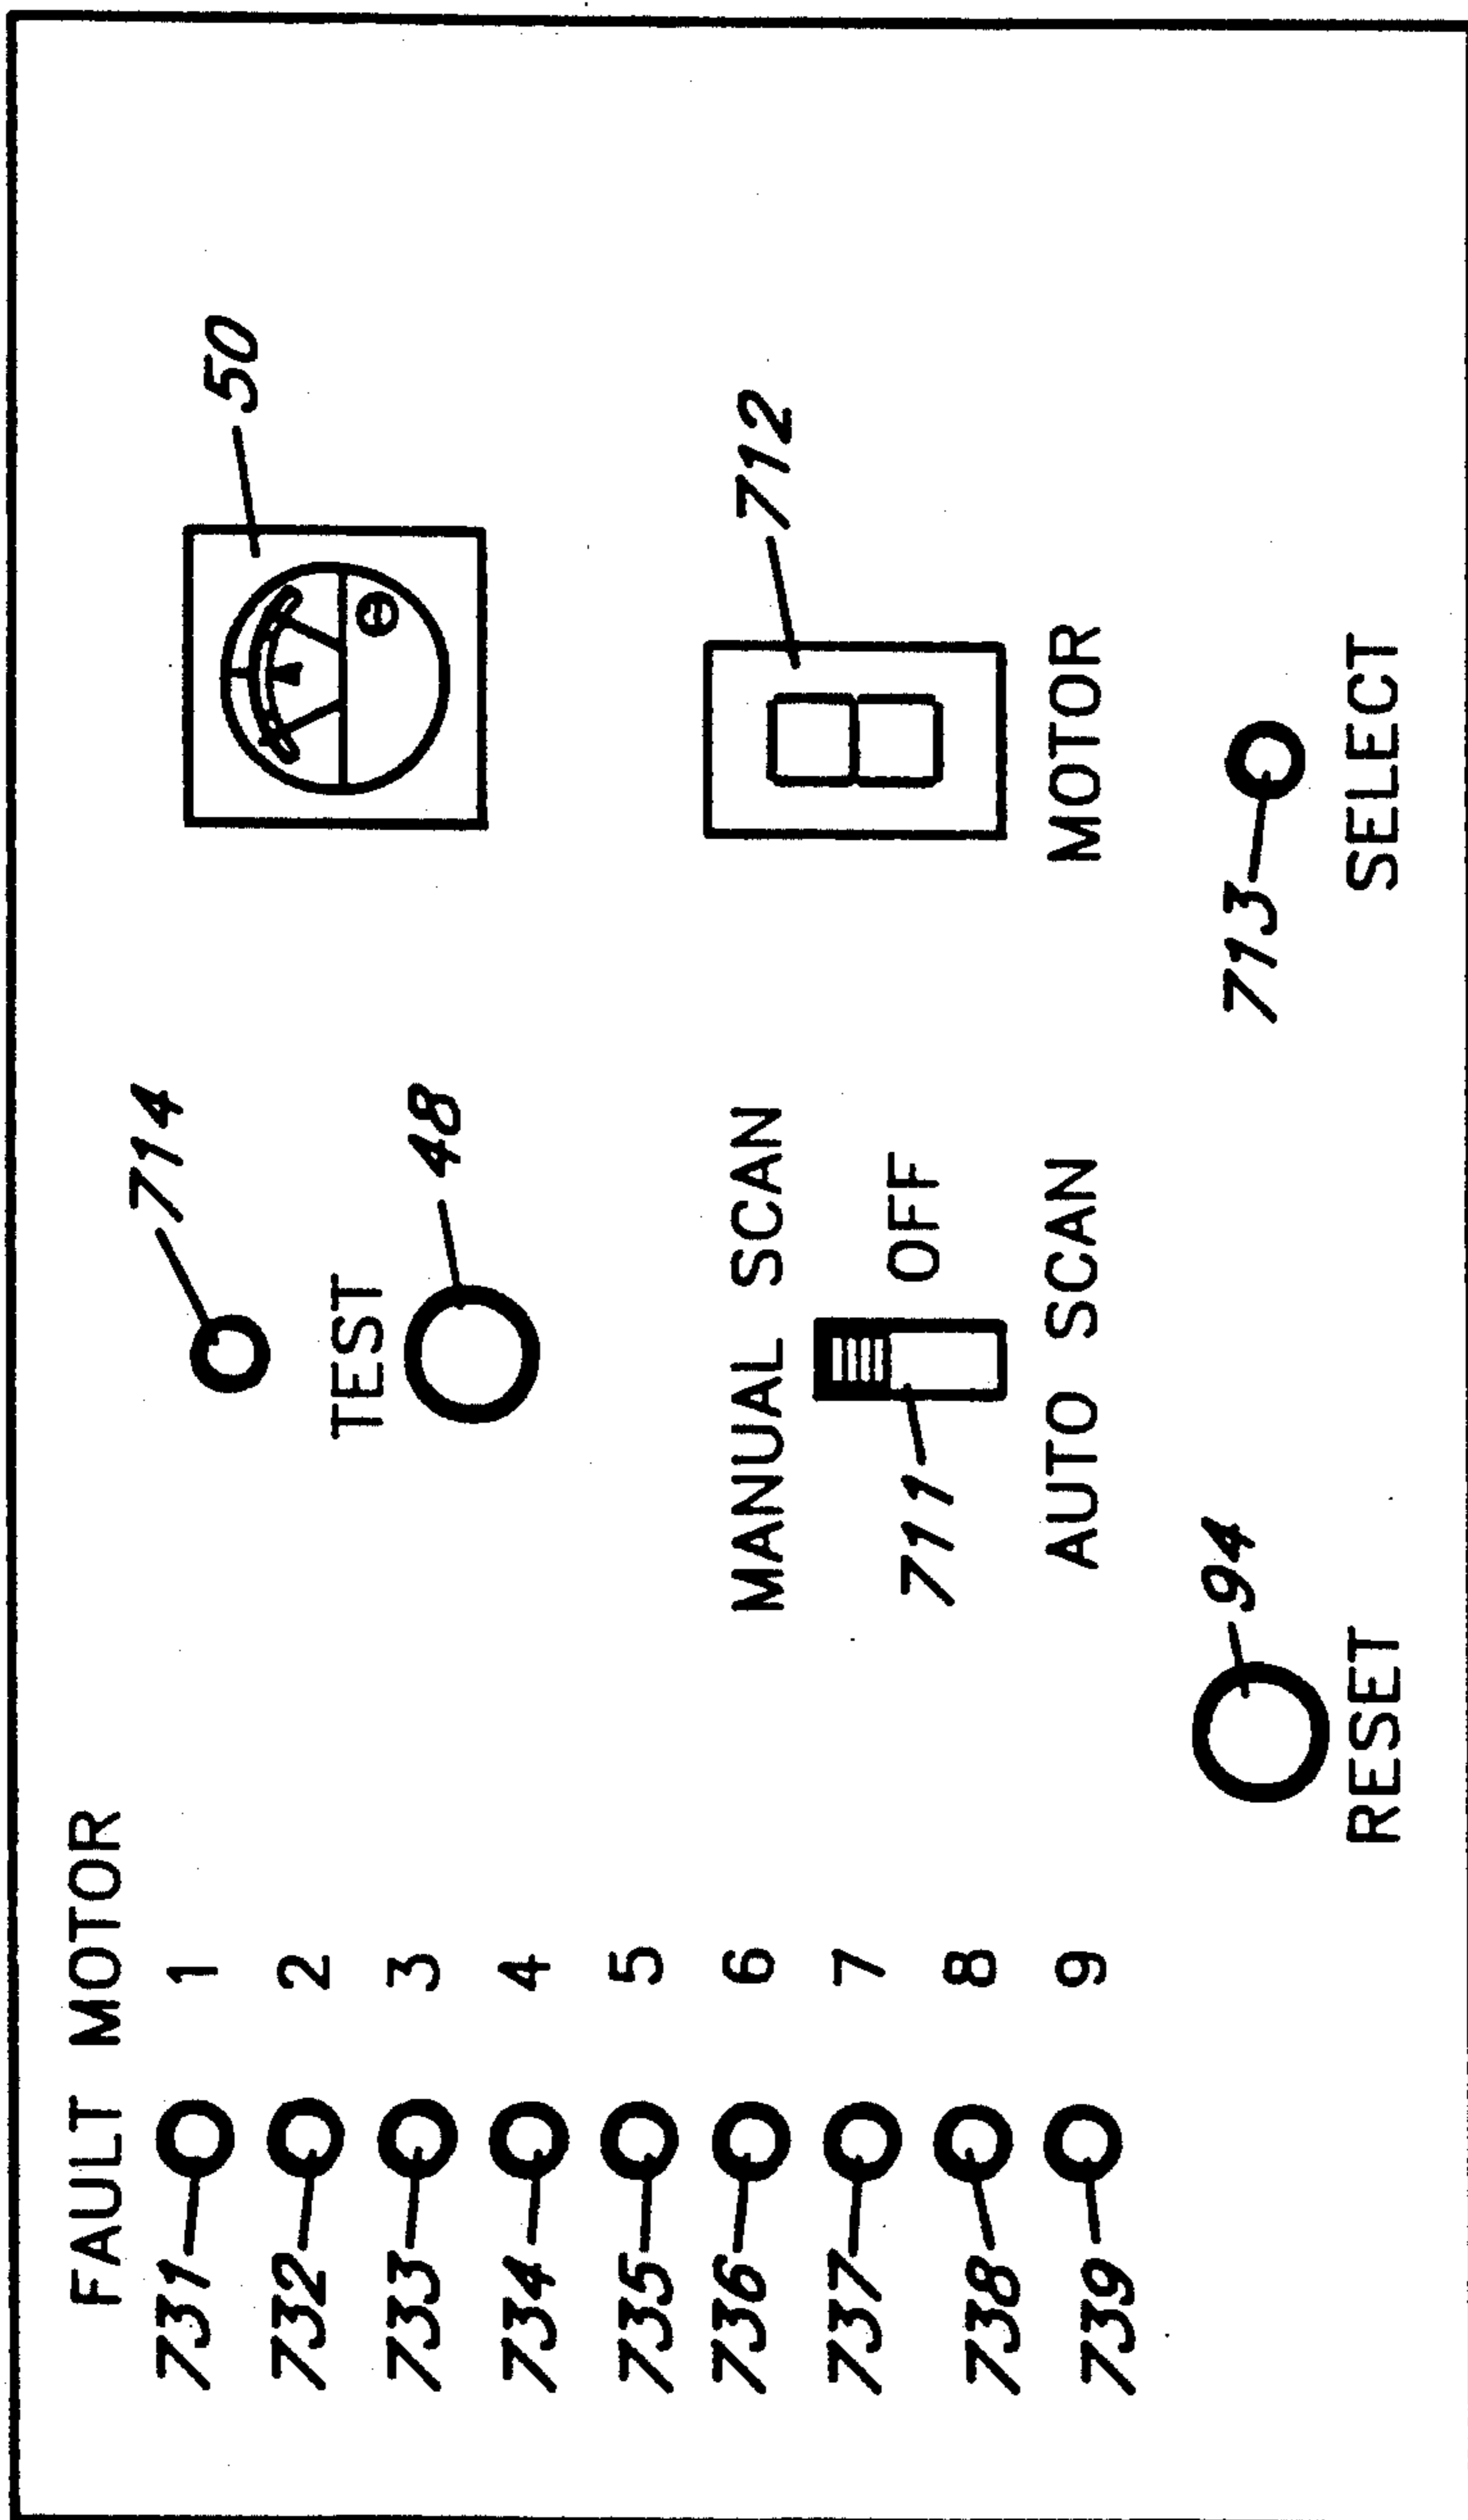 FAULT MOTOR
731 1
732 2
733 3
734 4
735 5
736 6
737 7
738 8
739 9
94
RESET
714
TEST
48
MANUAL SCAN
711 OFF
AUTO SCAN
50
712
MOTOR
713
SELECT